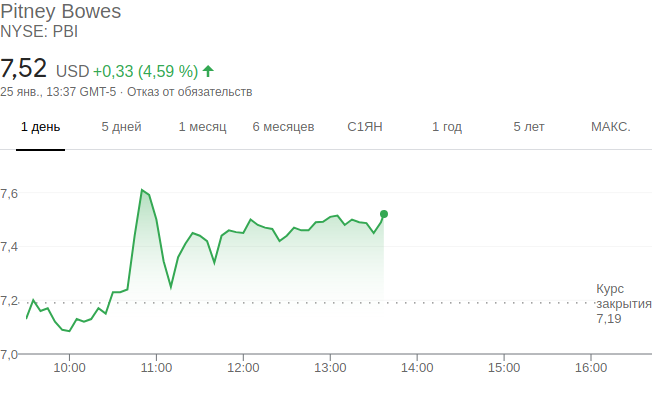 Pitney Bowes
NYSE: PBI
7,52 USD +0,33 (4,59 %)
25 янв., 13:37 GMT-5 · Отказ от обязательств
1 день 5 дней 1 месяц 6 месяцев С1ЯН 1 год 5 лет МАКС.
7,6
7,4
7,2
7,0
Курс
закрытия
7,19
10:00 11:00 12:00 13:00 14:00 15:00 16:00